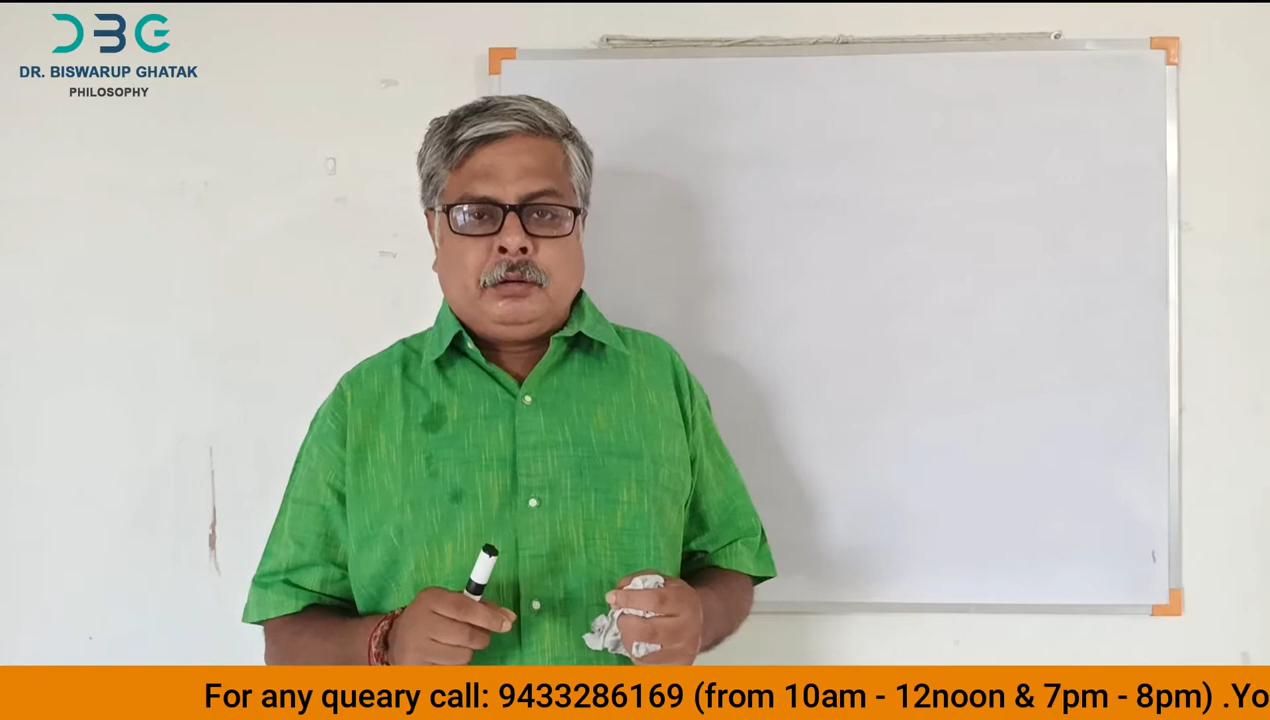 DBG
DR. BISWARUP GHATAK
PHILOSOPHY
For any queary call: 9433286169 (from 10am - 12noon & 7pm - 8pm) .Yo